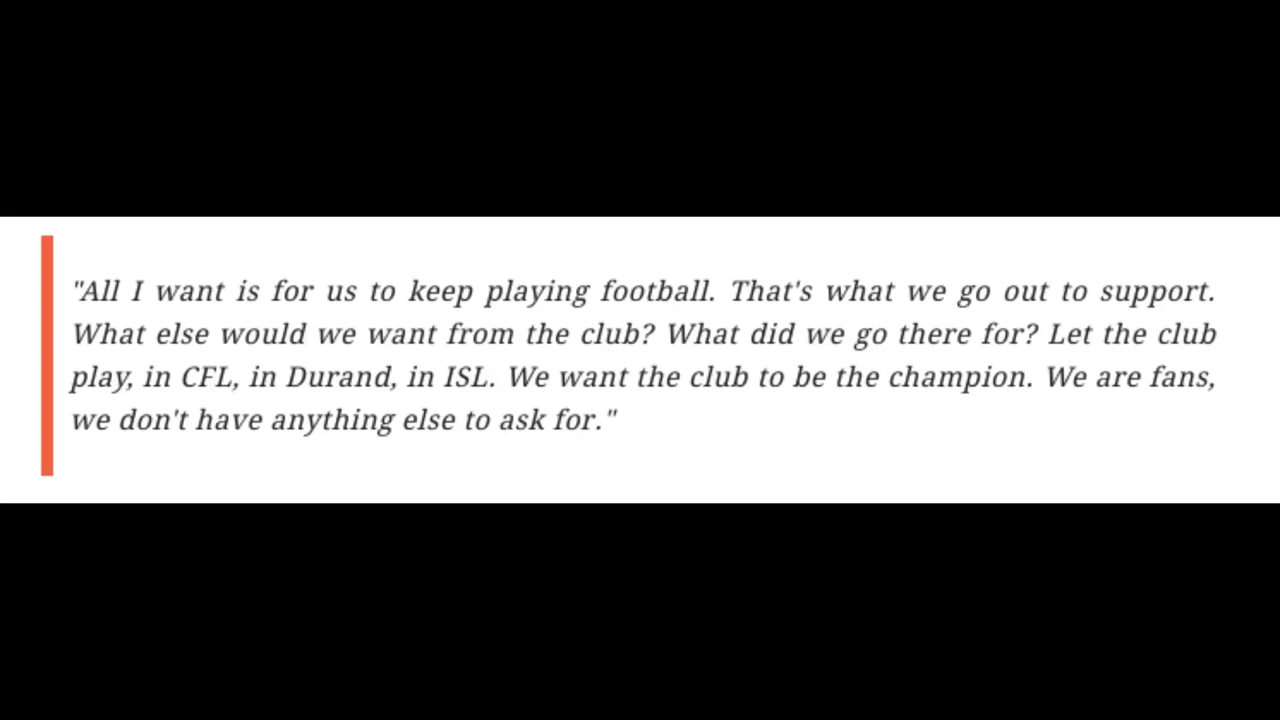 "All I want is for us to keep playing football. That's what we go out to support.
What else would we want from the club? What did we go there for? Let the club
play, in CFL, in Durand, in ISL. We want the club to be the champion. We are fans,
we don't have anything else to ask for."